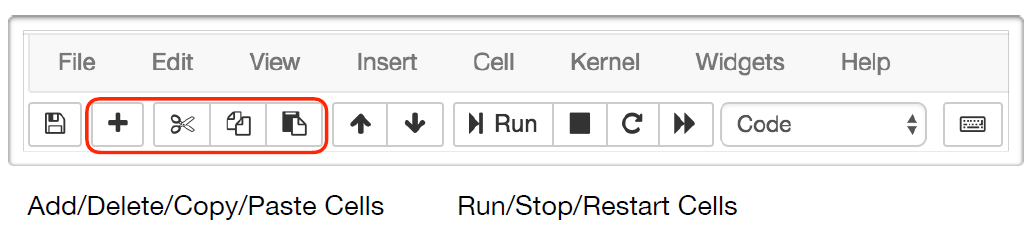 File Edit View Insert Cell Kernel Widgets Help
Run Code
Add/Delete/Copy/Paste Cells Run/Stop/Restart Cells